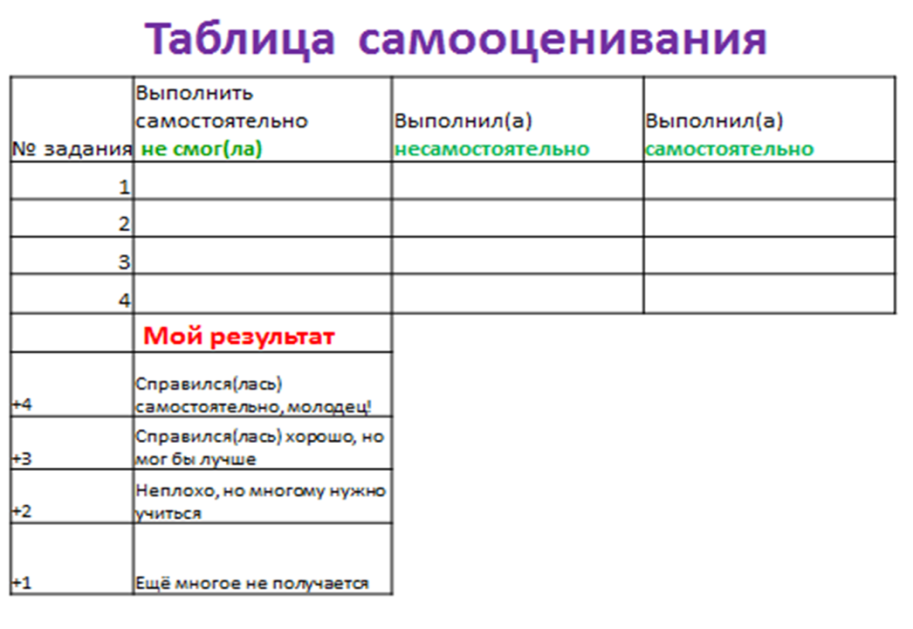 Таблица самооценивания
№ задания
Выполнить
самостоятельно
не смог(ла)
Выполнил(а)
несамостоятельно
Выполнил(а)
самостоятельно
1
2
3
4
Мой результат
+4
Справился(лась)
самостоятельно, молодец!
+3
Справился(лась) хорошо, но
мог бы лучше
+2
Неплохо, но многому нужно
учиться
+1
Ещё многое не получается